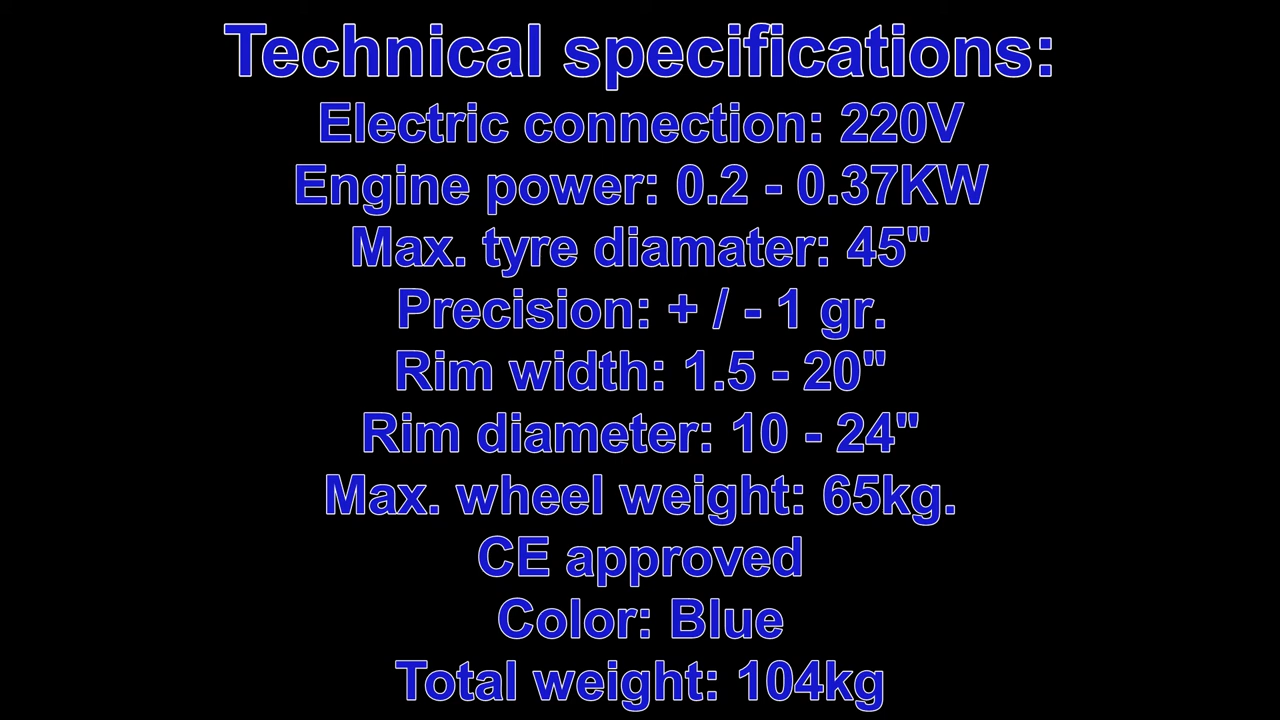 Technical specifications:
Electric connection: 220V
Engine power: 0.2 - 0.37KW
Max. tyre diamater: 45"
Precision: + / - 1 gr.
Rim width: 1.5 - 20"
Rim diameter: 10 - 24"
Max. wheel weight: 65kg.
CE approved
Color: Blue
Total weight: 104kg